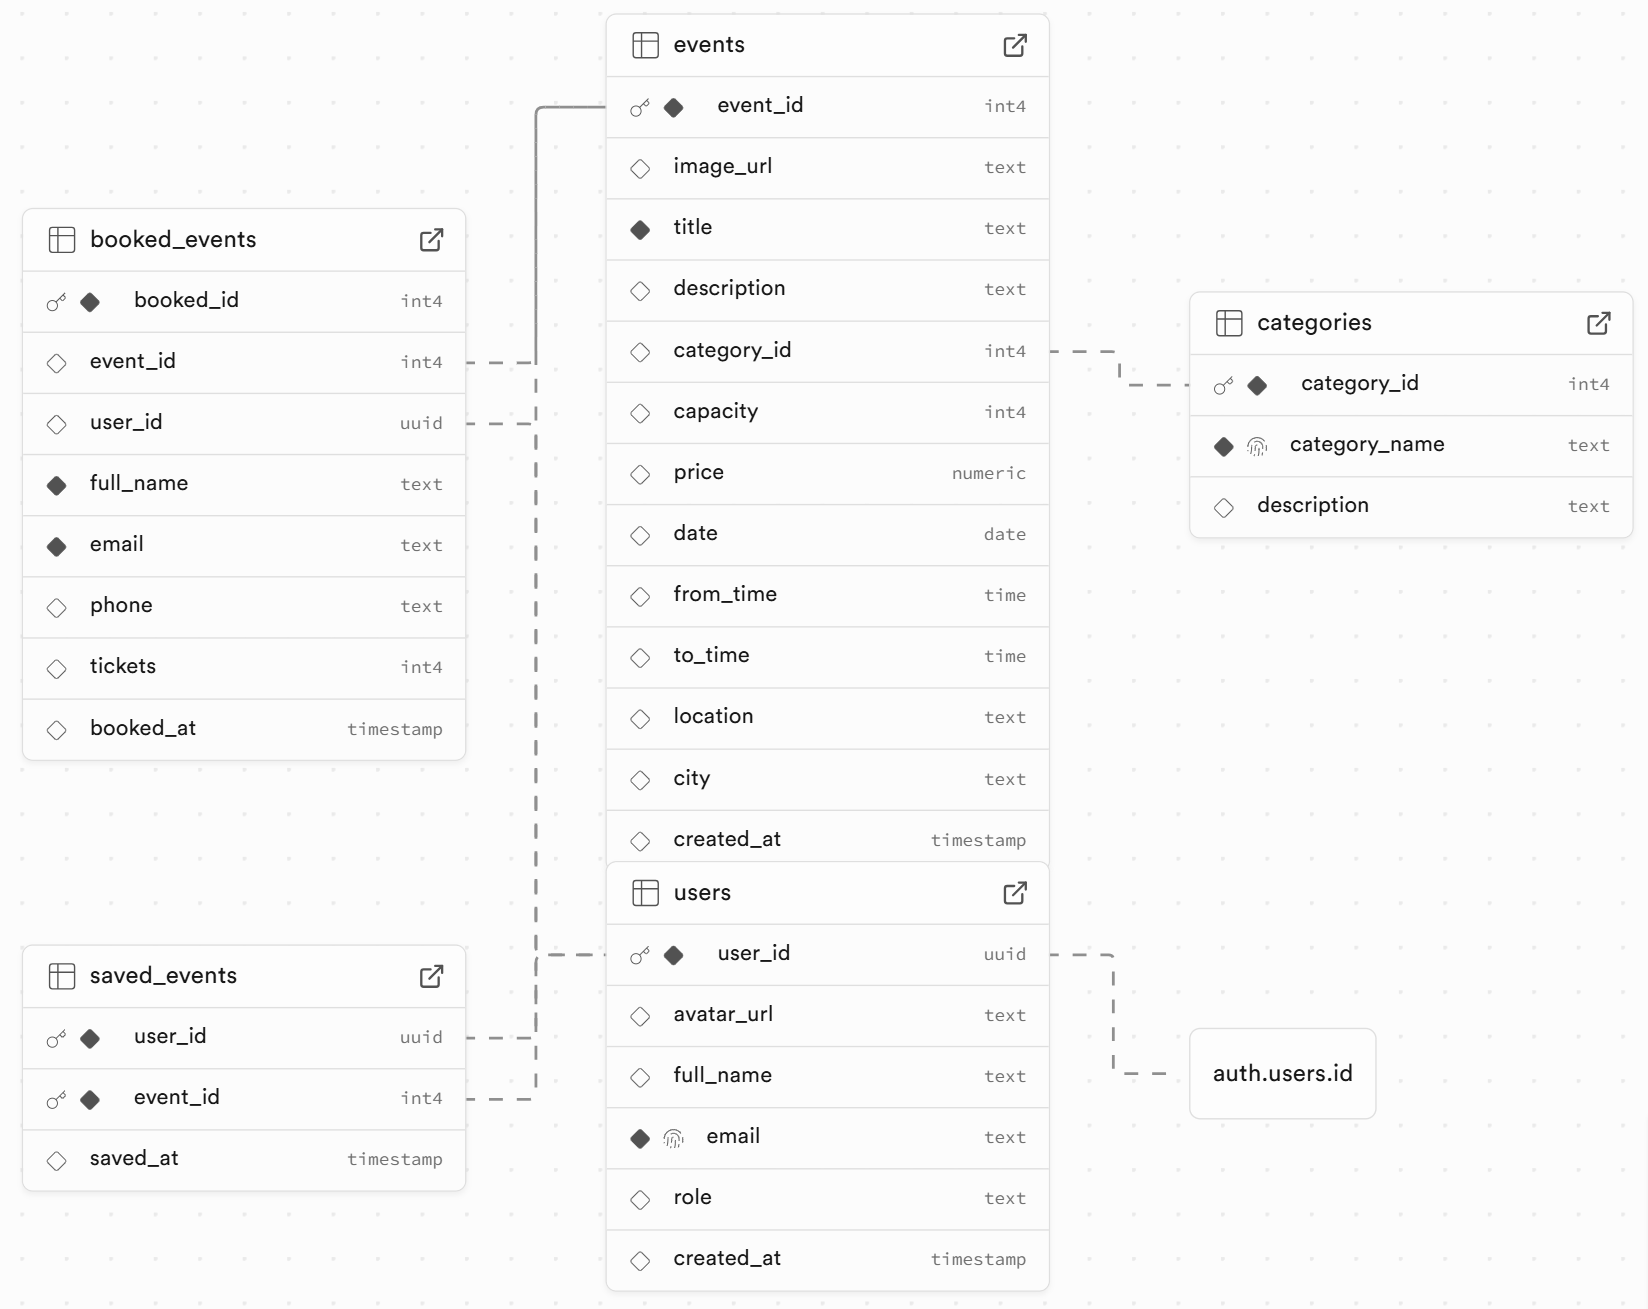 events
event_id int4
image_url text
title text
description text
category_id int4
capacity int4
price numeric
date date
from_time time
to_time time
location text
city text
created_at timestamp
booked_events
booked_id int4
event_id int4
user_id uuid
full_name text
email text
phone text
tickets int4
booked_at timestamp
categories
category_id int4
category_name text
description text
users
user_id uuid
avatar_url text
full_name text
email text
role text
created_at timestamp
saved_events
user_id uuid
event_id int4
saved_at timestamp
auth.users.id